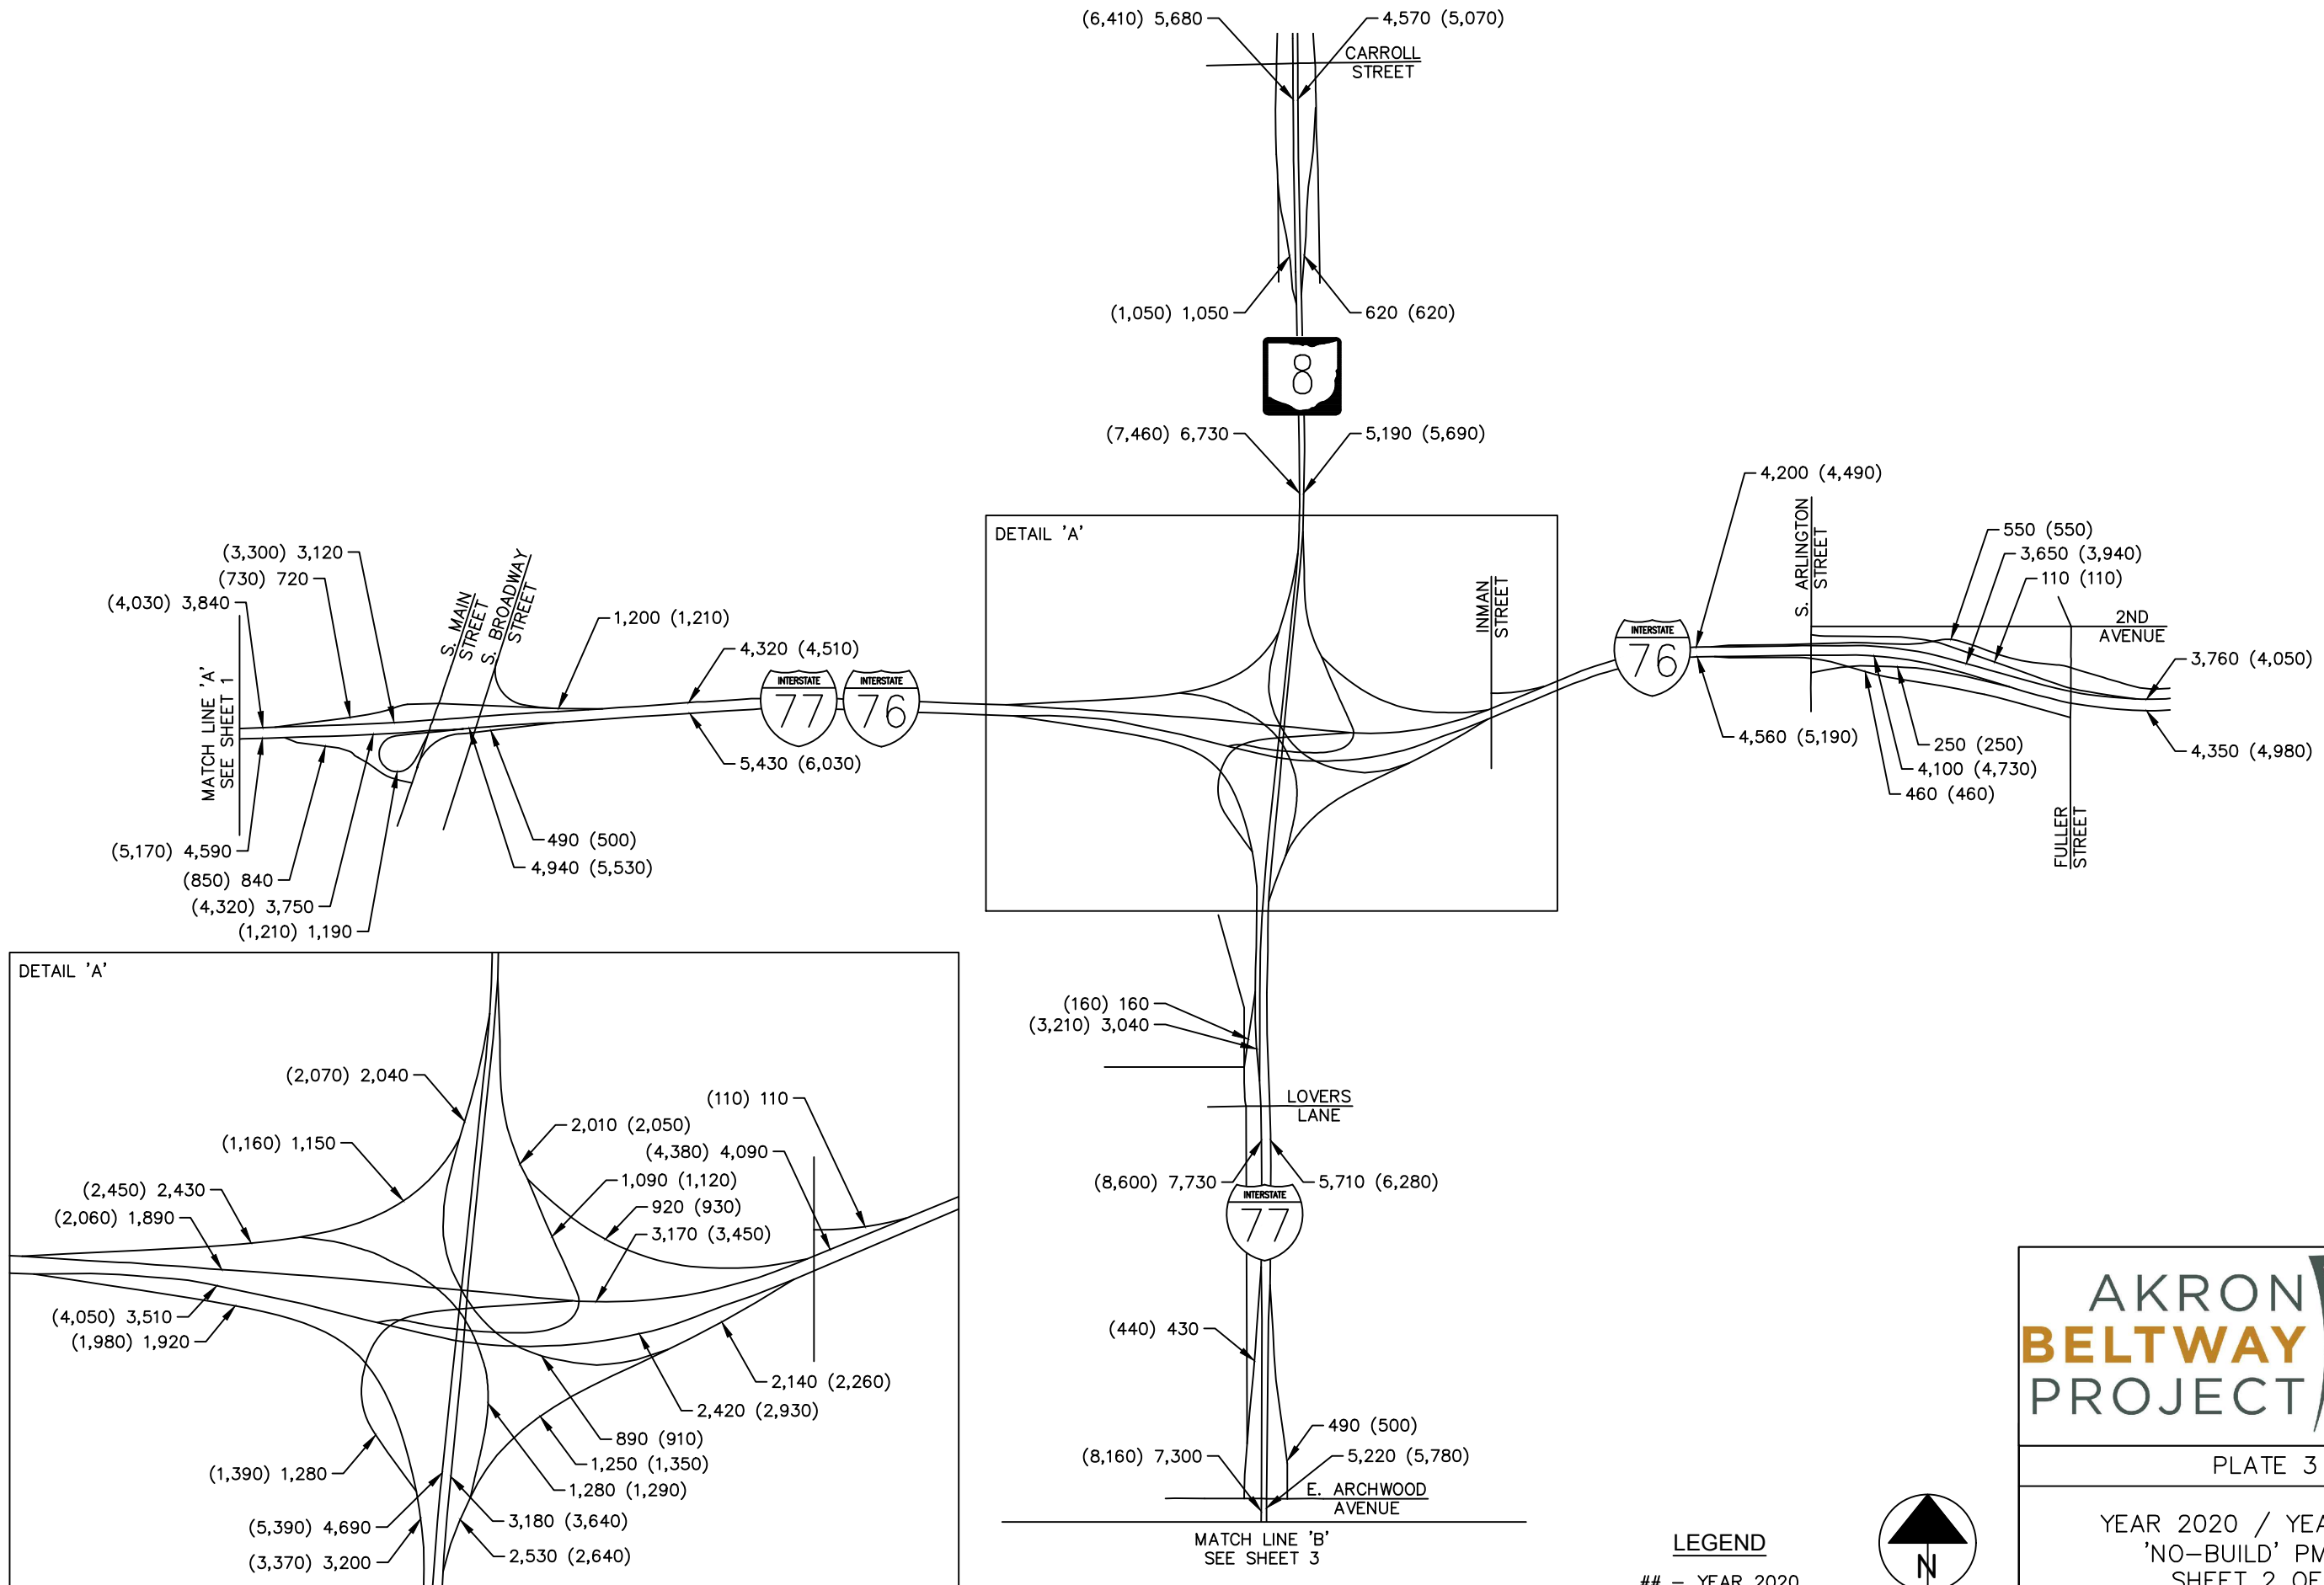 (6,410) 5,680
4,570 (5,070)
CARROLL
STREET
(1,050) 1,050
620 (620)
8
(7,460) 6,730
5,190 (5,690)
4,200 (4,490)
DETAIL 'A'
INMAN
STREET
S. ARLINGTON
STREET
550 (550)
3,650 (3,940)
110 (110)
2ND
AVENUE
3,760 (4,050)
4,350 (4,980)
INTERSTATE
76
4,560 (5,190)
250 (250)
4,100 (4,730)
460 (460)
FULLER
STREET
(3,300) 3,120
(730) 720
(4,030) 3,840
MATCH LINE 'A'
SEE SHEET 1
S. MAIN
STREET
S. BROADWAY
STREET
1,200 (1,210)
4,320 (4,510)
INTERSTATE
77
INTERSTATE
76
5,430 (6,030)
490 (500)
4,940 (5,530)
(5,170) 4,590
(850) 840
(4,320) 3,750
(1,210) 1,190
DETAIL 'A'
(2,070) 2,040
(110) 110
2,010 (2,050)
(4,380) 4,090
(1,160) 1,150
1,090 (1,120)
920 (930)
3,170 (3,450)
(2,450) 2,430
(2,060) 1,890
(4,050) 3,510
(1,980) 1,920
2,140 (2,260)
2,420 (2,930)
890 (910)
1,250 (1,350)
1,280 (1,290)
(1,390) 1,280
(5,390) 4,690
(3,370) 3,200
3,180 (3,640)
2,530 (2,640)
(160) 160
(3,210) 3,040
LOVERS
LANE
(8,600) 7,730
5,710 (6,280)
INTERSTATE
77
(440) 430
490 (500)
(8,160) 7,300
5,220 (5,780)
E. ARCHWOOD
AVENUE
MATCH LINE 'B'
SEE SHEET 3
LEGEND
## – YEAR 2020
N
AKRON
BELTWAY
PROJECT
PLATE 3
YEAR 2020 /
'NO–BUILD' PM
SHEET 2 OF